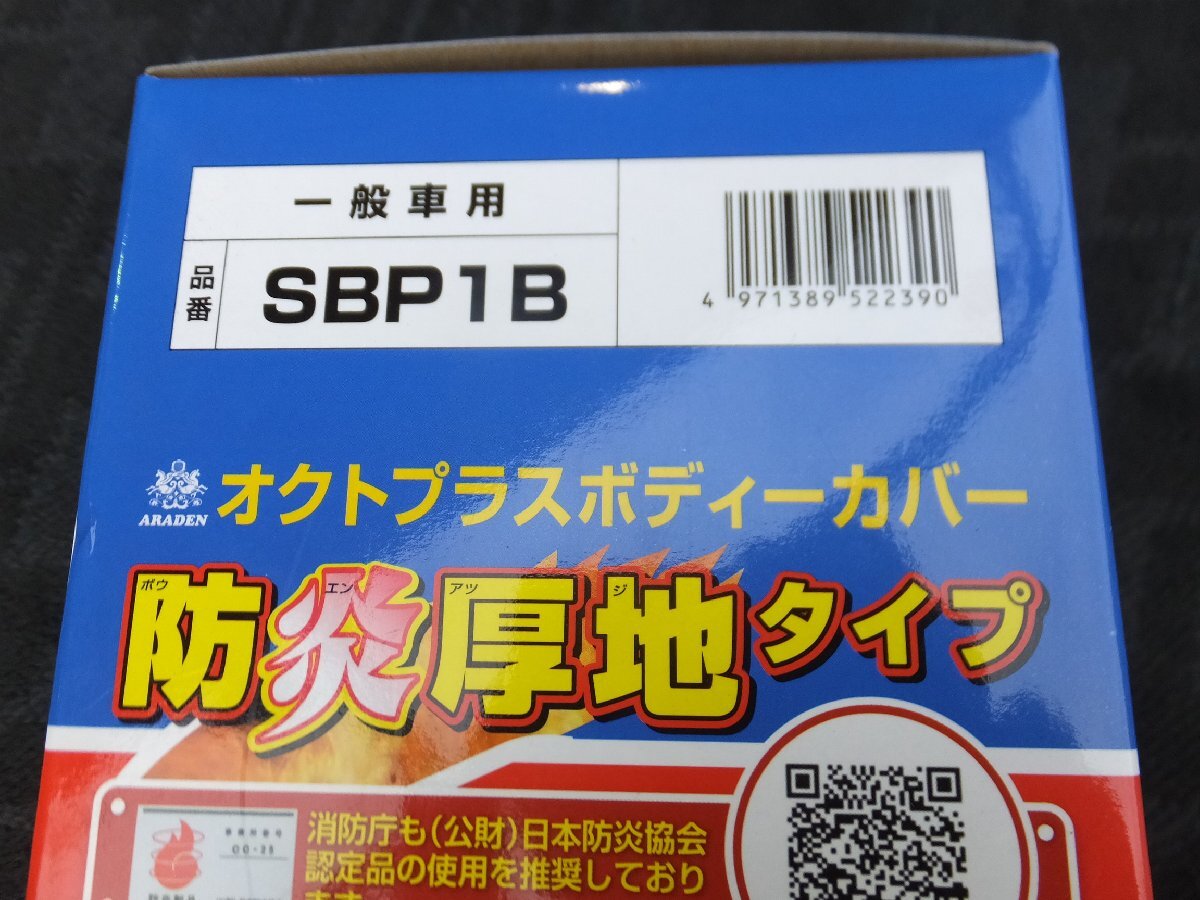 一般車用
品番
SBP1B
4 971389 522390
ARADEN
オクトプラスボディーカバー
ボウ エン アツ ジ
防炎厚地タイプ
消防庁も(公財)日本防炎協会
認定品の使用を推奨しており
ます